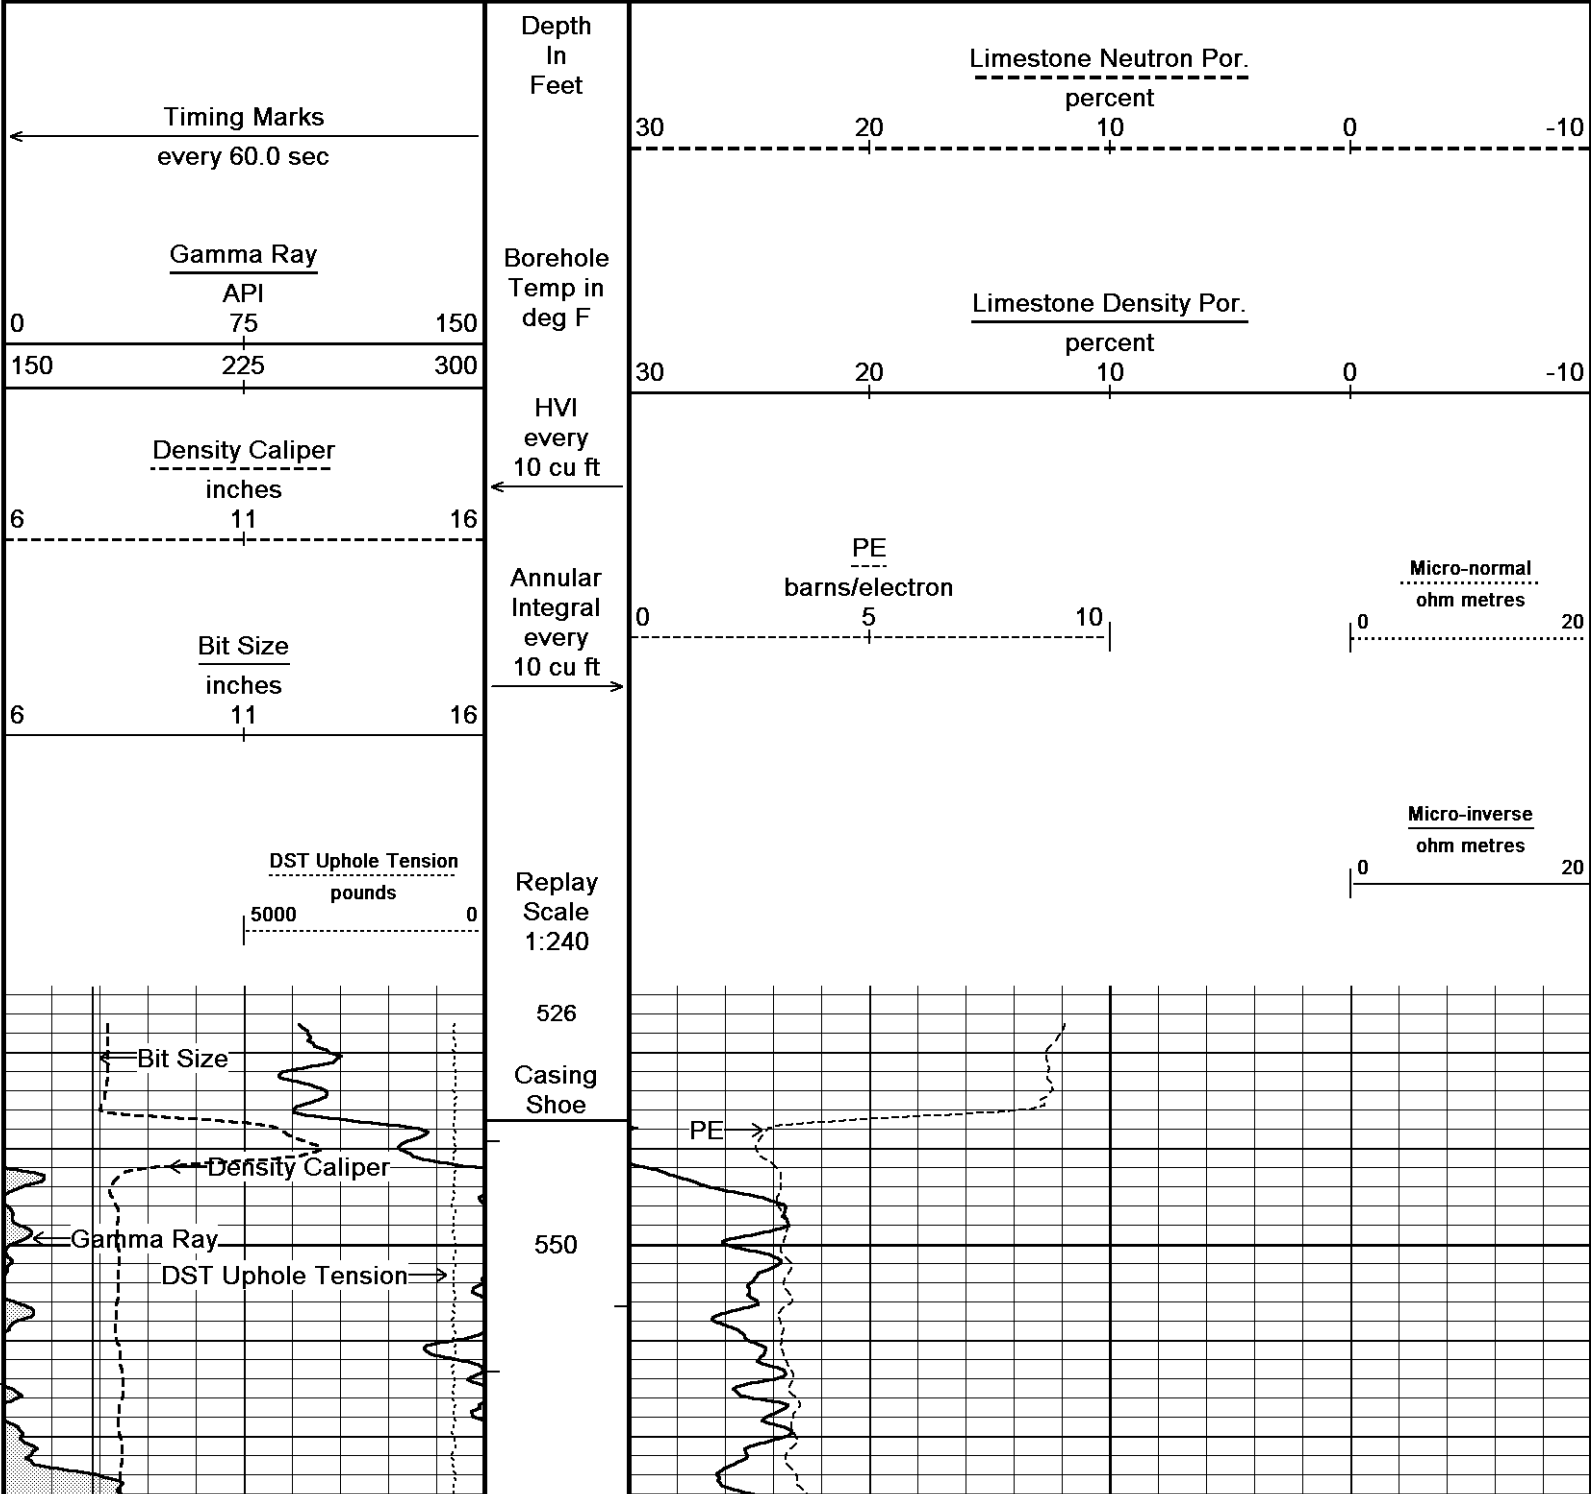 Timing Marks
every 60.0 sec
Gamma Ray
API
0 75 150
150 225 300
Density Caliper
inches
6 11 16
Bit Size
inches
6 11 16
DST Uphole Tension
pounds
5000 0
Depth
In
Feet
Borehole
Temp in
deg F
HVI
every
10 cu ft
Annular
Integral
every
10 cu ft
Replay
Scale
1:240
Limestone Neutron Por.
percent
30 20 10 0 -10
Limestone Density Por.
percent
30 20 10 0 -10
PE
barns/electron
0 5 10
Micro-normal
ohm metres
0 20
Micro-inverse
ohm metres
0 20
526
Bit Size
Casing
Shoe
PE
Density Caliper
Gamma Ray
550
DST Uphole Tension